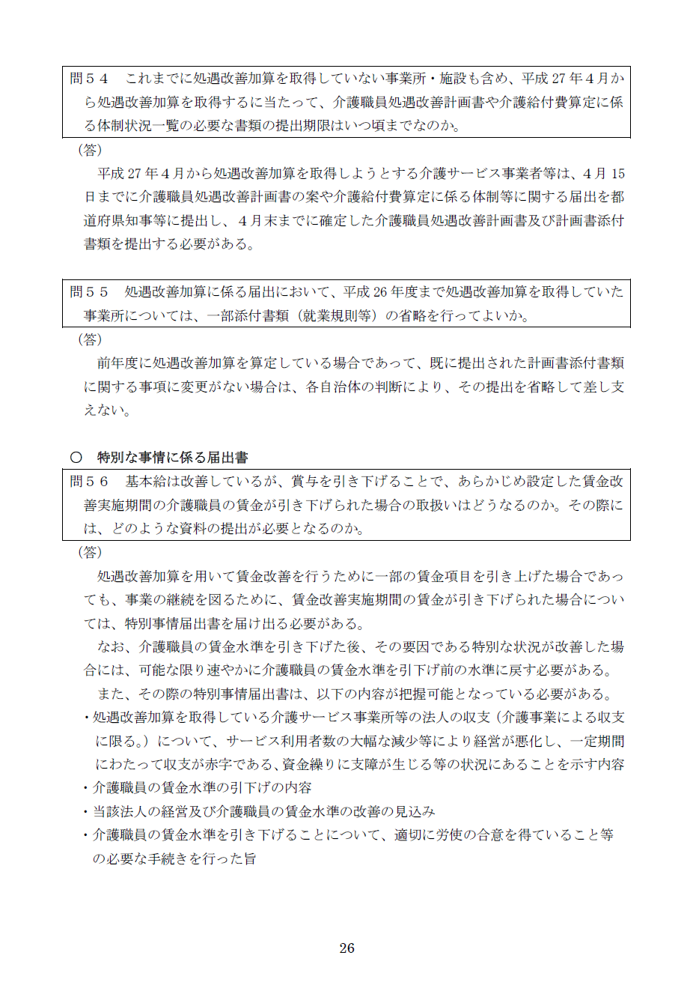 問５４　これまでに処遇改善加算を取得していない事業所・施設も含め、平成 27 年４月か
ら処遇改善加算を取得するに当たって、介護職員処遇改善計画書や介護給付費算定に係
る体制状況一覧の必要な書類の提出期限はいつ頃までなのか。
（答）
平成 27 年４月から処遇改善加算を取得しようとする介護サービス事業者等は、４月 15
日までに介護職員処遇改善計画書の案や介護給付費算定に係る体制等に関する届出を都
道府県知事等に提出し、４月末までに確定した介護職員処遇改善計画書及び計画書添付
書類を提出する必要がある。
問５５　処遇改善加算に係る届出において、平成 26 年度まで処遇改善加算を取得していた
事業所については、一部添付書類（就業規則等）の省略を行ってよいか。
（答）
前年度に処遇改善加算を算定している場合であって、既に提出された計画書添付書類
に関する事項に変更がない場合は、各自治体の判断により、その提出を省略して差し支
えない。
○　特別な事情に係る届出書
問５６　基本給は改善しているが、賞与を引き下げることで、あらかじめ設定した賃金改
善実施期間の介護職員の賃金が引き下げられた場合の取扱いはどうなるのか。その際に
は、どのような資料の提出が必要となるのか。
（答）
処遇改善加算を用いて賃金改善を行うために一部の賃金項目を引き上げた場合であっ
ても、事業の継続を図るために、賃金改善実施期間の賃金が引き下げられた場合につい
ては、特別事情届出書を届け出る必要がある。
なお、介護職員の賃金水準を引き下げた後、その要因である特別な状況が改善した場
合には、可能な限り速やかに介護職員の賃金水準を引下げ前の水準に戻す必要がある。
また、その際の特別事情届出書は、以下の内容が把握可能となっている必要がある。
・処遇改善加算を取得している介護サービス事業所等の法人の収支（介護事業による収支
に限る。）について、サービス利用者数の大幅な減少等により経営が悪化し、一定期間
にわたって収支が赤字である、資金繰りに支障が生じる等の状況にあることを示す内容
・介護職員の賃金水準の引下げの内容
・当該法人の経営及び介護職員の賃金水準の改善の見込み
・介護職員の賃金水準を引き下げることについて、適切に労使の合意を得ていること等
の必要な手続きを行った旨
26